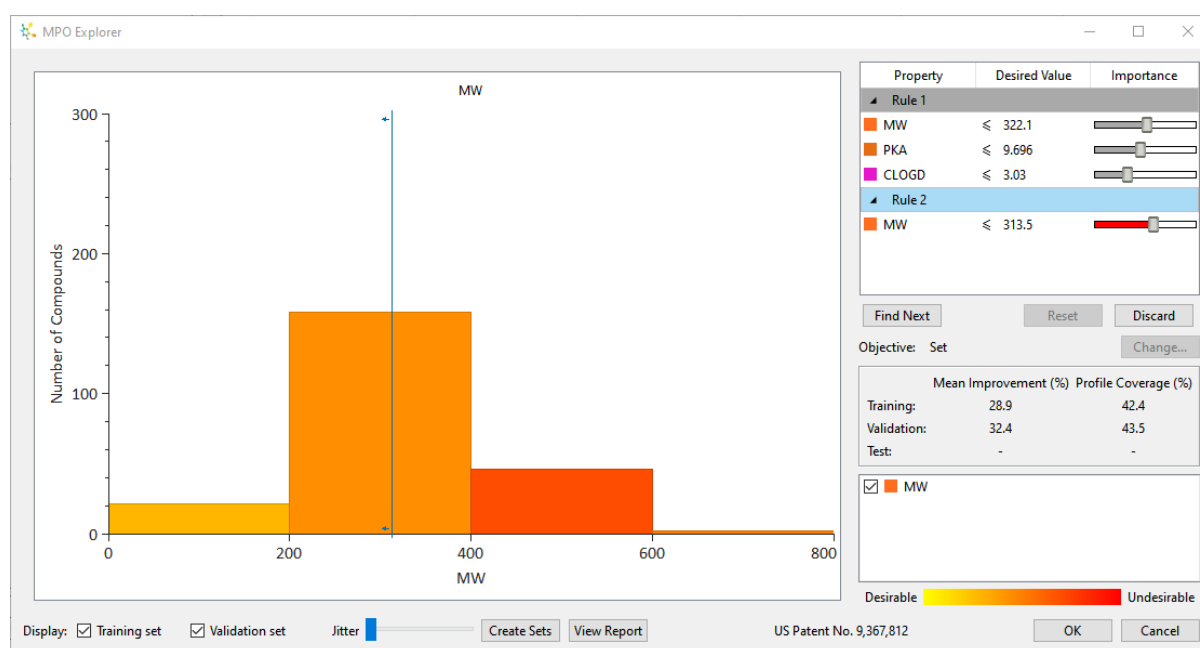 MPO Explorer
MW
300
200
100
0
0 200 400 600 800
Number of Compounds
MW
Property Desired Value Importance
Rule 1
MW ⩽ 322.1
PKA ⩽ 9.696
CLOGD ⩽ 3.03
Rule 2
MW ⩽ 313.5
Find Next Reset Discard
Objective: Set Change...
Mean Improvement (%) Profile Coverage (%)
Training: 28.9 42.4
Validation: 32.4 43.5
Test: - -
MW
Desirable Undesirable
Display: Training set Validation set Jitter Create Sets View Report US Patent No. 9,367,812 OK Cancel